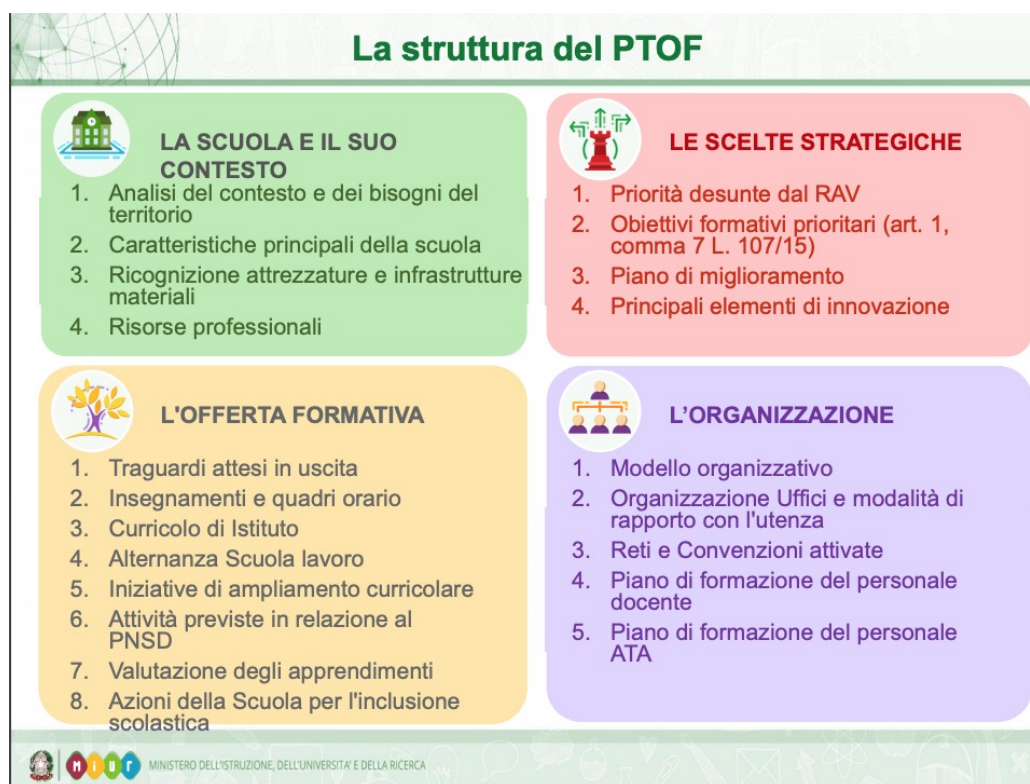 La struttura del PTOF
LA SCUOLA E IL SUO
CONTESTO
1. Analisi del contesto e dei bisogni del
territorio
2. Caratteristiche principali della scuola
3. Ricognizione attrezzature e infrastrutture
materiali
4. Risorse professionali
LE SCELTE STRATEGICHE
1. Priorità desunte dal RAV
2. Obiettivi formativi prioritari (art. 1,
comma 7 L. 107/15)
3. Piano di miglioramento
4. Principali elementi di innovazione
L'OFFERTA FORMATIVA
1. Traguardi attesi in uscita
2. Insegnamenti e quadri orario
3. Curricolo di Istituto
4. Alternanza Scuola lavoro
5. Iniziative di ampliamento curricolare
6. Attività previste in relazione al
PNSD
7. Valutazione degli apprendimenti
8. Azioni della Scuola per l'inclusione
scolastica
L’ORGANIZZAZIONE
1. Modello organizzativo
2. Organizzazione Uffici e modalità di
rapporto con l'utenza
3. Reti e Convenzioni attivate
4. Piano di formazione del personale
docente
5. Piano di formazione del personale
ATA
miur MINISTERO DELL'ISTRUZIONE, DELL'UNIVERSITA' E DELLA RICERCA